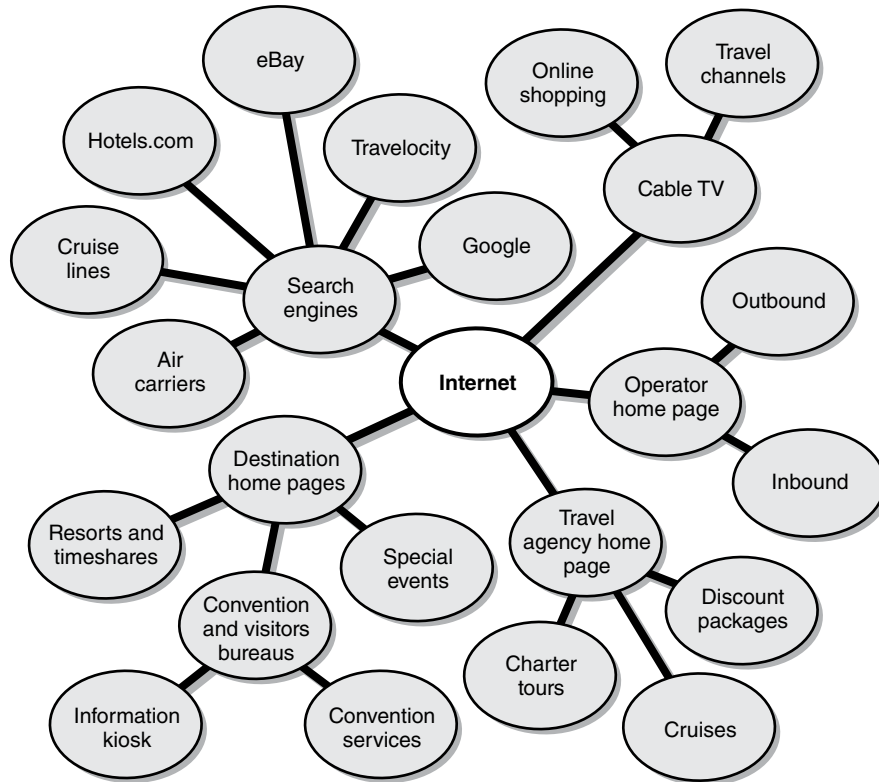 eBay
Online
shopping
Travel
channels
Hotels.com
Travelocity
Cable TV
Cruise
lines
Google
Search
engines
Outbound
Air
carriers
Internet
Operator
home page
Destination
home pages
Inbound
Resorts and
timeshares
Special
events
Travel
agency home
page
Convention
and visitors
bureaus
Discount
packages
Charter
tours
Information
kiosk
Convention
services
Cruises